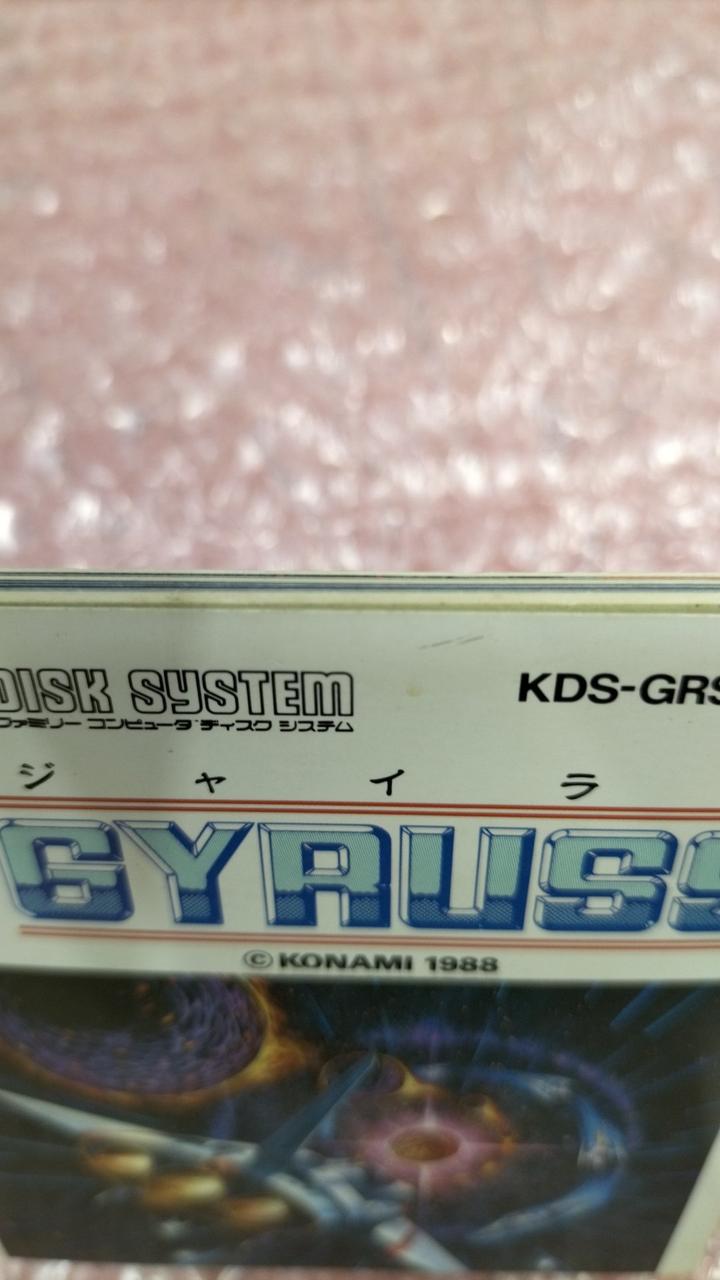 DISK SYSTEM KDS-GRS
ファミリー コンピュータ ディスク システム
ジャイラ
GYRUSS
© KONAMI 1988